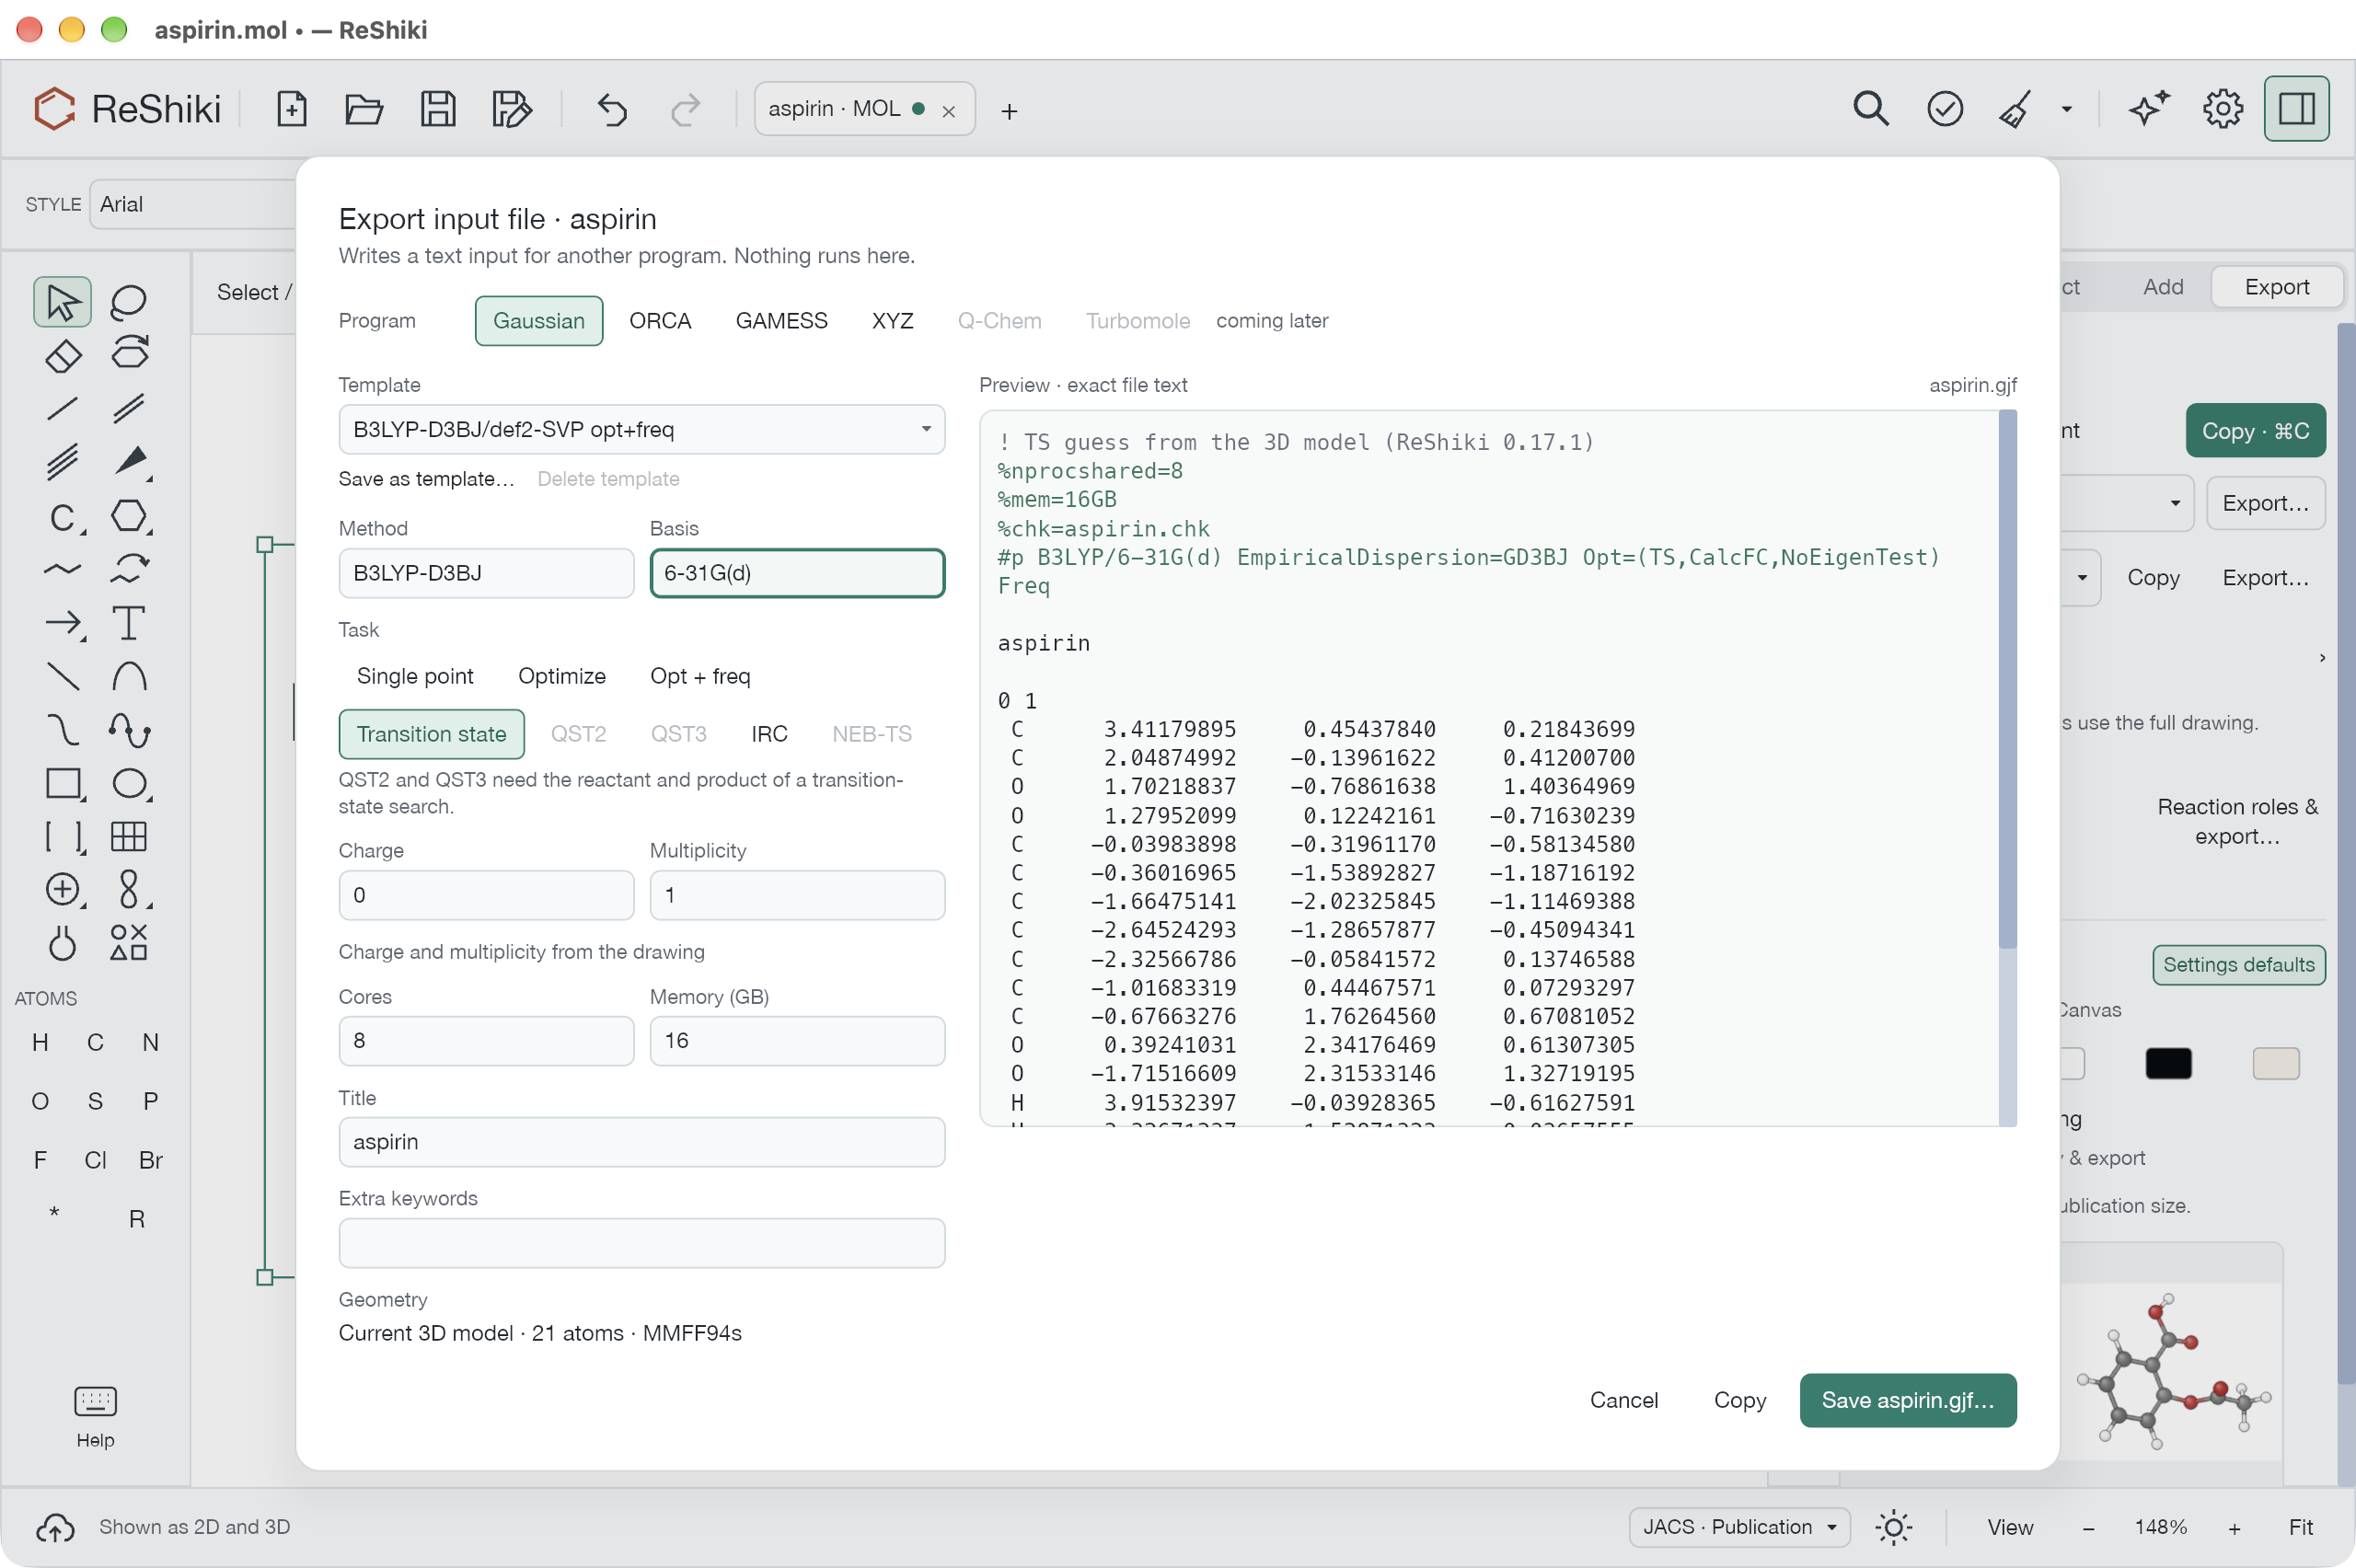 aspirin.mol • — ReShiki
ReShiki
aspirin · MOL
STYLE
Arial
Select /
ct
Add
Export
nt
Copy · ⌘C
Export...
Copy
Export...
s use the full drawing.
Reaction roles &
export...
Settings defaults
Canvas
ng
& export
ublication size.
ATOMS
H C N
O S P
F Cl Br
* R
Help
Export input file · aspirin
Writes a text input for another program. Nothing runs here.
Program
Gaussian
ORCA
GAMESS
XYZ
Q-Chem
Turbomole
coming later
Template
B3LYP-D3BJ/def2-SVP opt+freq
Save as template...
Delete template
Method
Basis
B3LYP-D3BJ
6-31G(d)
Task
Single point
Optimize
Opt + freq
Transition state
QST2
QST3
IRC
NEB-TS
QST2 and QST3 need the reactant and product of a transition-
state search.
Charge
Multiplicity
0
1
Charge and multiplicity from the drawing
Cores
Memory (GB)
8
16
Title
aspirin
Extra keywords
Geometry
Current 3D model · 21 atoms · MMFF94s
Preview · exact file text
aspirin.gjf
! TS guess from the 3D model (ReShiki 0.17.1)
%nprocshared=8
%mem=16GB
%chk=aspirin.chk
#p B3LYP/6-31G(d) EmpiricalDispersion=GD3BJ Opt=(TS,CalcFC,NoEigenTest)
Freq
aspirin
0 1
C 3.41179895 0.45437840 0.21843699
C 2.04874992 -0.13961622 0.41200700
O 1.70218837 -0.76861638 1.40364969
O 1.27952099 0.12242161 -0.71630239
C -0.03983898 -0.31961170 -0.58134580
C -0.36016965 -1.53892827 -1.18716192
C -1.66475141 -2.02325845 -1.11469388
C -2.64524293 -1.28657877 -0.45094341
C -2.32566786 -0.05841572 0.13746588
C -1.01683319 0.44467571 0.07293297
C -0.67663276 1.76264560 0.67081052
O 0.39241031 2.34176469 0.61307305
O -1.71516609 2.31533146 1.32719195
H 3.91532397 -0.03928365 -0.61627591
Cancel
Copy
Save aspirin.gjf...
Shown as 2D and 3D
JACS · Publication
View
−
148%
+
Fit